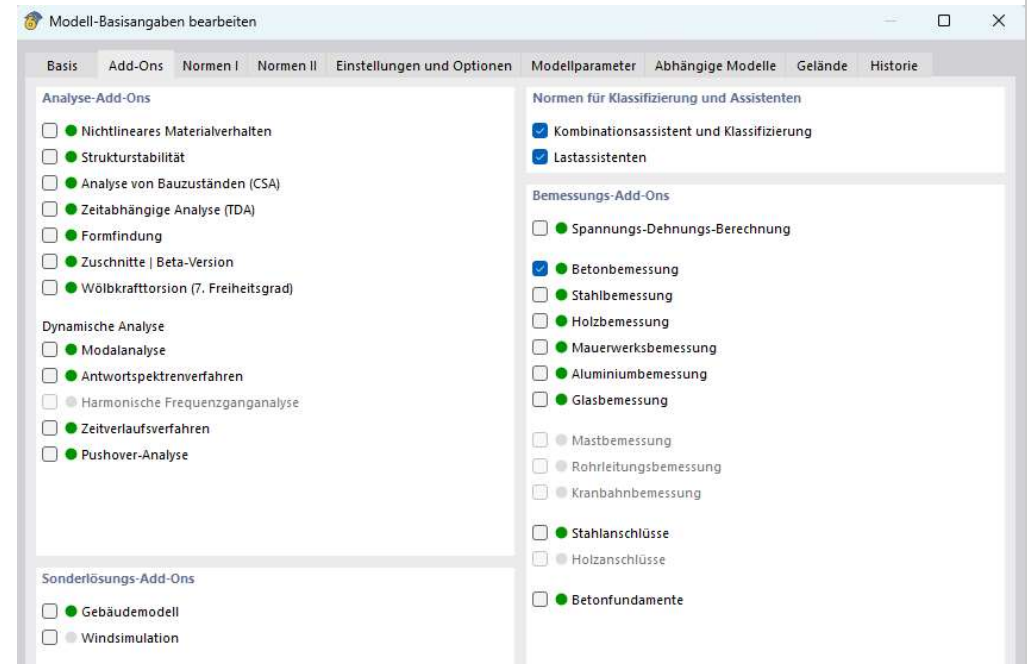 Modell-Basisangaben bearbeiten
Basis Add-Ons Normen I Normen II Einstellungen und Optionen Modellparameter Abhängige Modelle Gelände Historie
Analyse-Add-Ons
Nichtlineares Materialverhalten
Strukturstabilität
Analyse von Bauzuständen (CSA)
Zeitabhängige Analyse (TDA)
Formfindung
Zuschnitte | Beta-Version
Wölbkrafttorsion (7. Freiheitsgrad)
Dynamische Analyse
Modalanalyse
Antwortspektrenverfahren
Harmonische Frequenzganganalyse
Zeitverlaufsverfahren
Pushover-Analyse
Sonderlösungs-Add-Ons
Gebäudemodell
Windsimulation
Normen für Klassifizierung und Assistenten
Kombinationsassistent und Klassifizierung
Lastassistenten
Bemessungs-Add-Ons
Spannungs-Dehnungs-Berechnung
Betonbemessung
Stahlbemessung
Holzbemessung
Mauerwerksbemessung
Aluminiumbemessung
Glasbemessung
Mastbemessung
Rohrleitungsbemessung
Kranbahnbemessung
Stahlanschlüsse
Holzanschlüsse
Betonfundamente